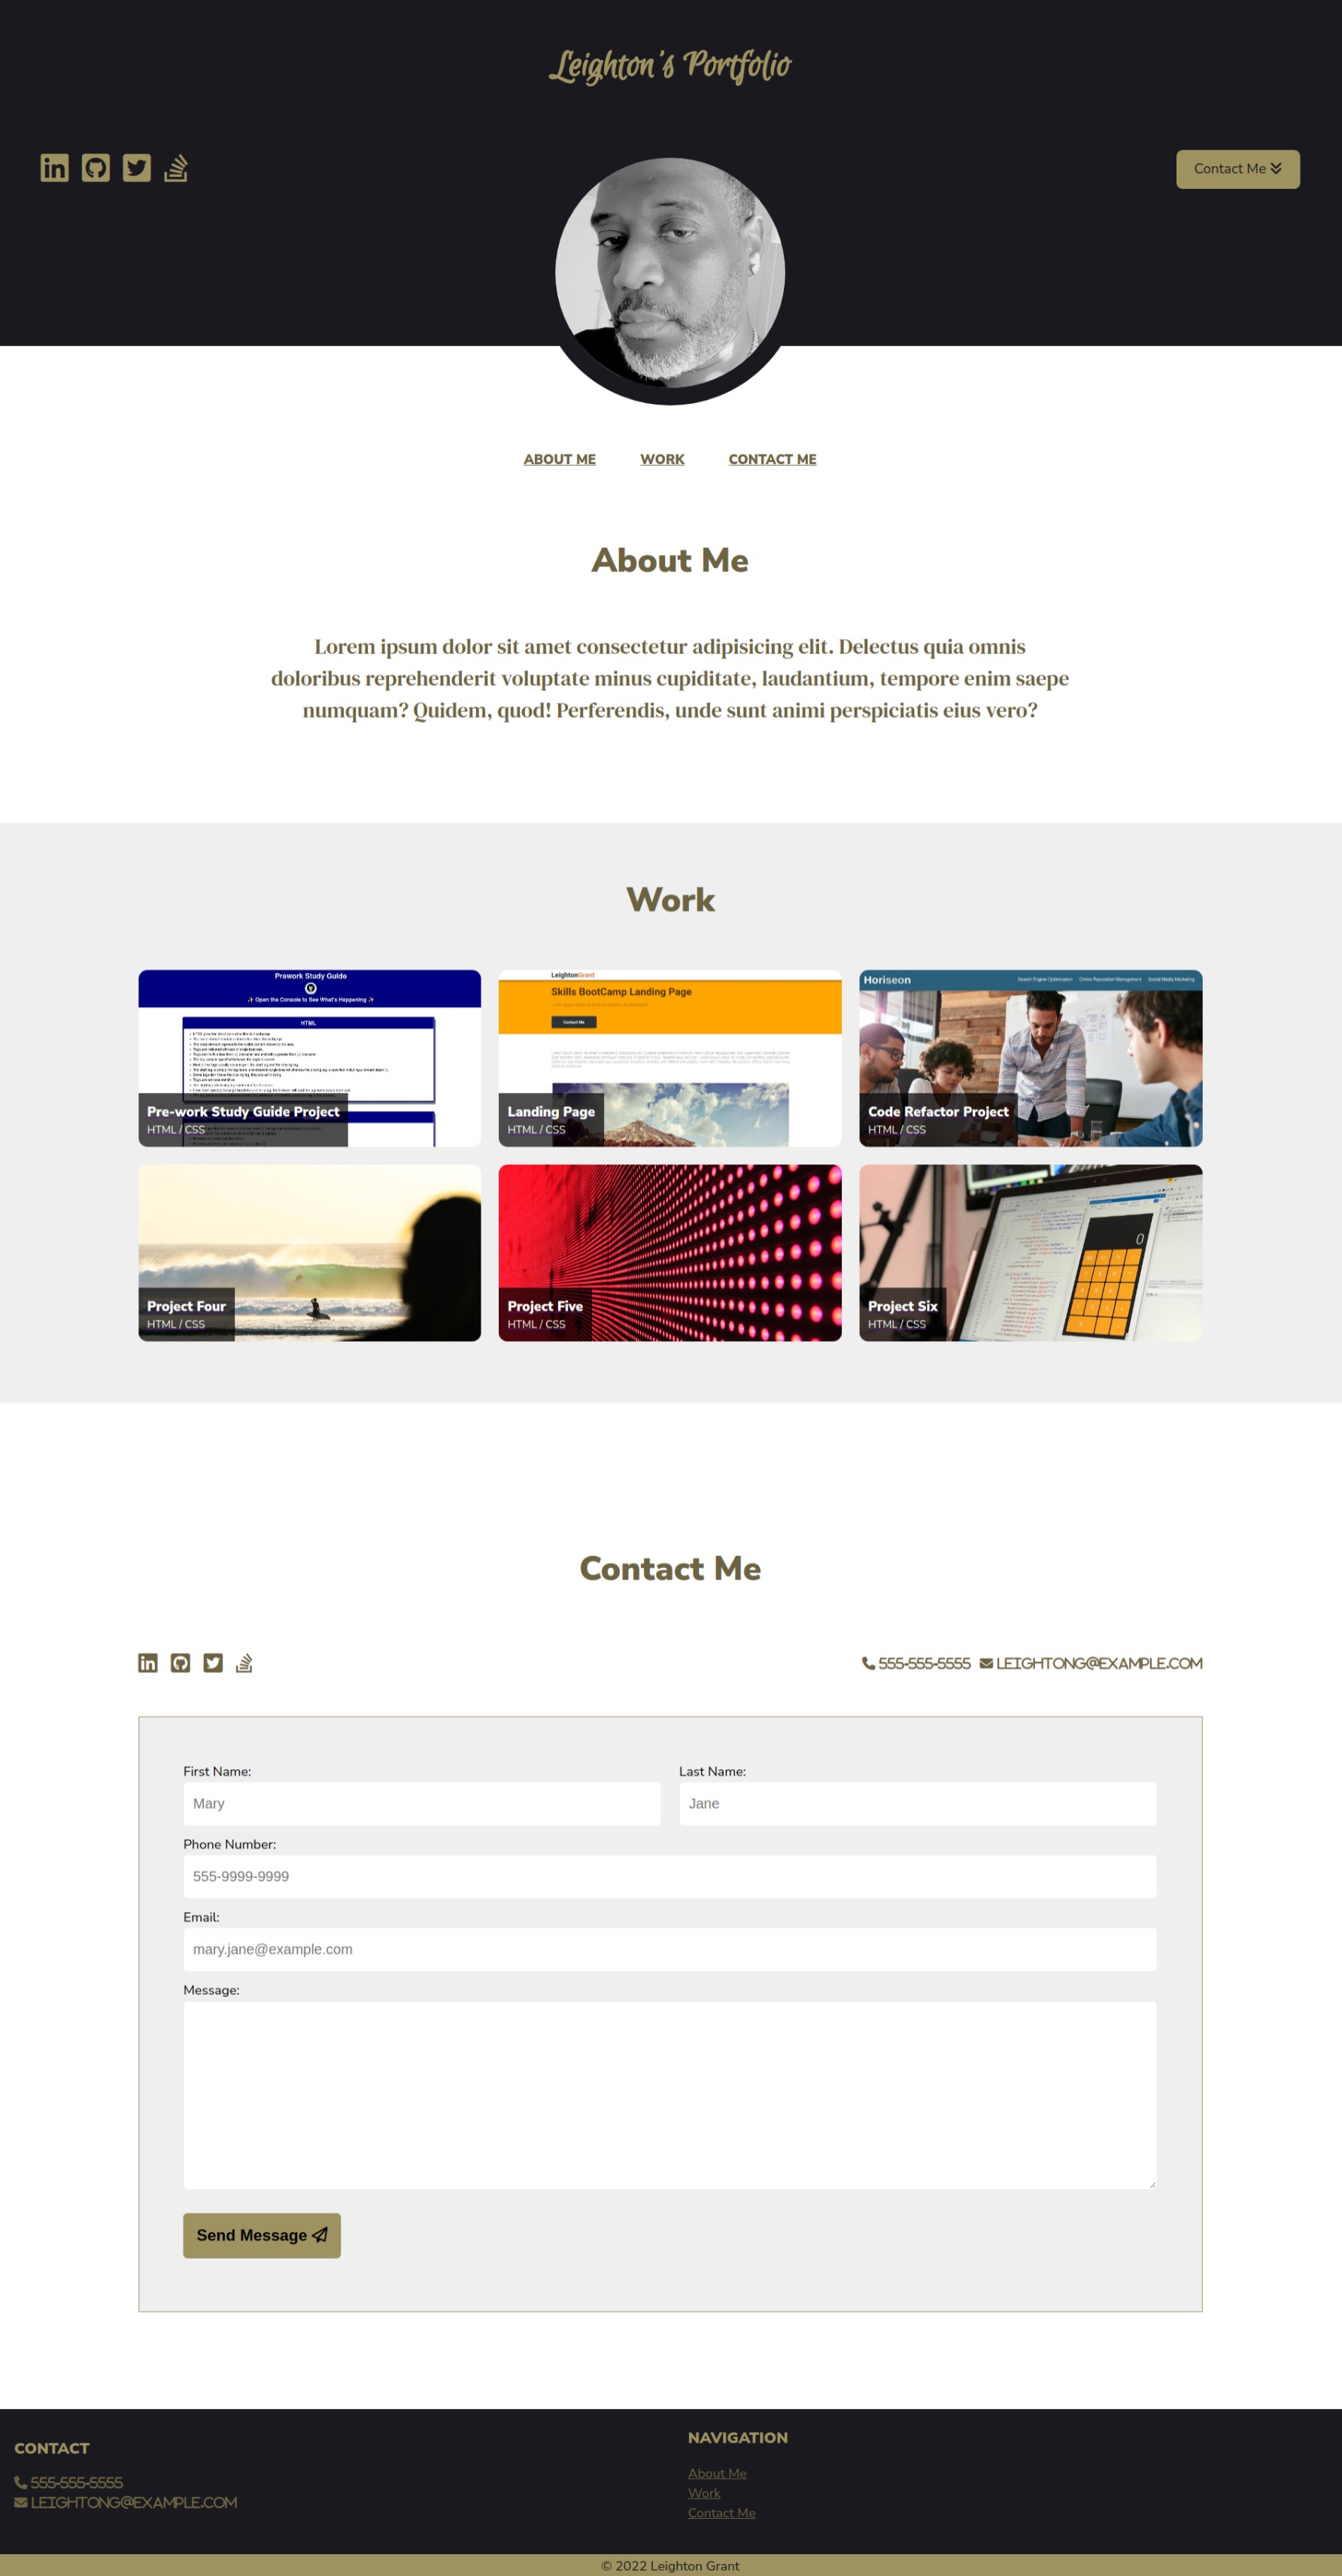 Leighton's Portfolio
Contact Me
ABOUT ME WORK CONTACT ME
About Me
Lorem ipsum dolor sit amet consectetur adipisicing elit. Delectus quia omnis
doloribus reprehenderit voluptate minus cupiditate, laudantium, tempore enim saepe
numquam? Quidem, quod! Perferendis, unde sunt animi perspiciatis eius vero?
Work
Prework Study Guide
✨ Open the Console to See What's Happening ✨
HTML
Pre-work Study Guide Project
HTML / CSS
LeightonGrant
Skills BootCamp Landing Page
Contact Me
Landing Page
HTML / CSS
Horiseon
Search Engine Optimization Online Reputation Management Social Media Marketing
Code Refactor Project
HTML / CSS
Project Four
HTML / CSS
Project Five
HTML / CSS
0
Project Six
HTML / CSS
Contact Me
555-555-5555 LEIGHTONG@EXAMPLE.COM
First Name: Last Name:
Mary Jane
Phone Number:
555-9999-9999
Email:
mary.jane@example.com
Message:
Send Message
CONTACT
555-555-5555
LEIGHTONG@EXAMPLE.COM
NAVIGATION
About Me
Work
Contact Me
© 2022 Leighton Grant